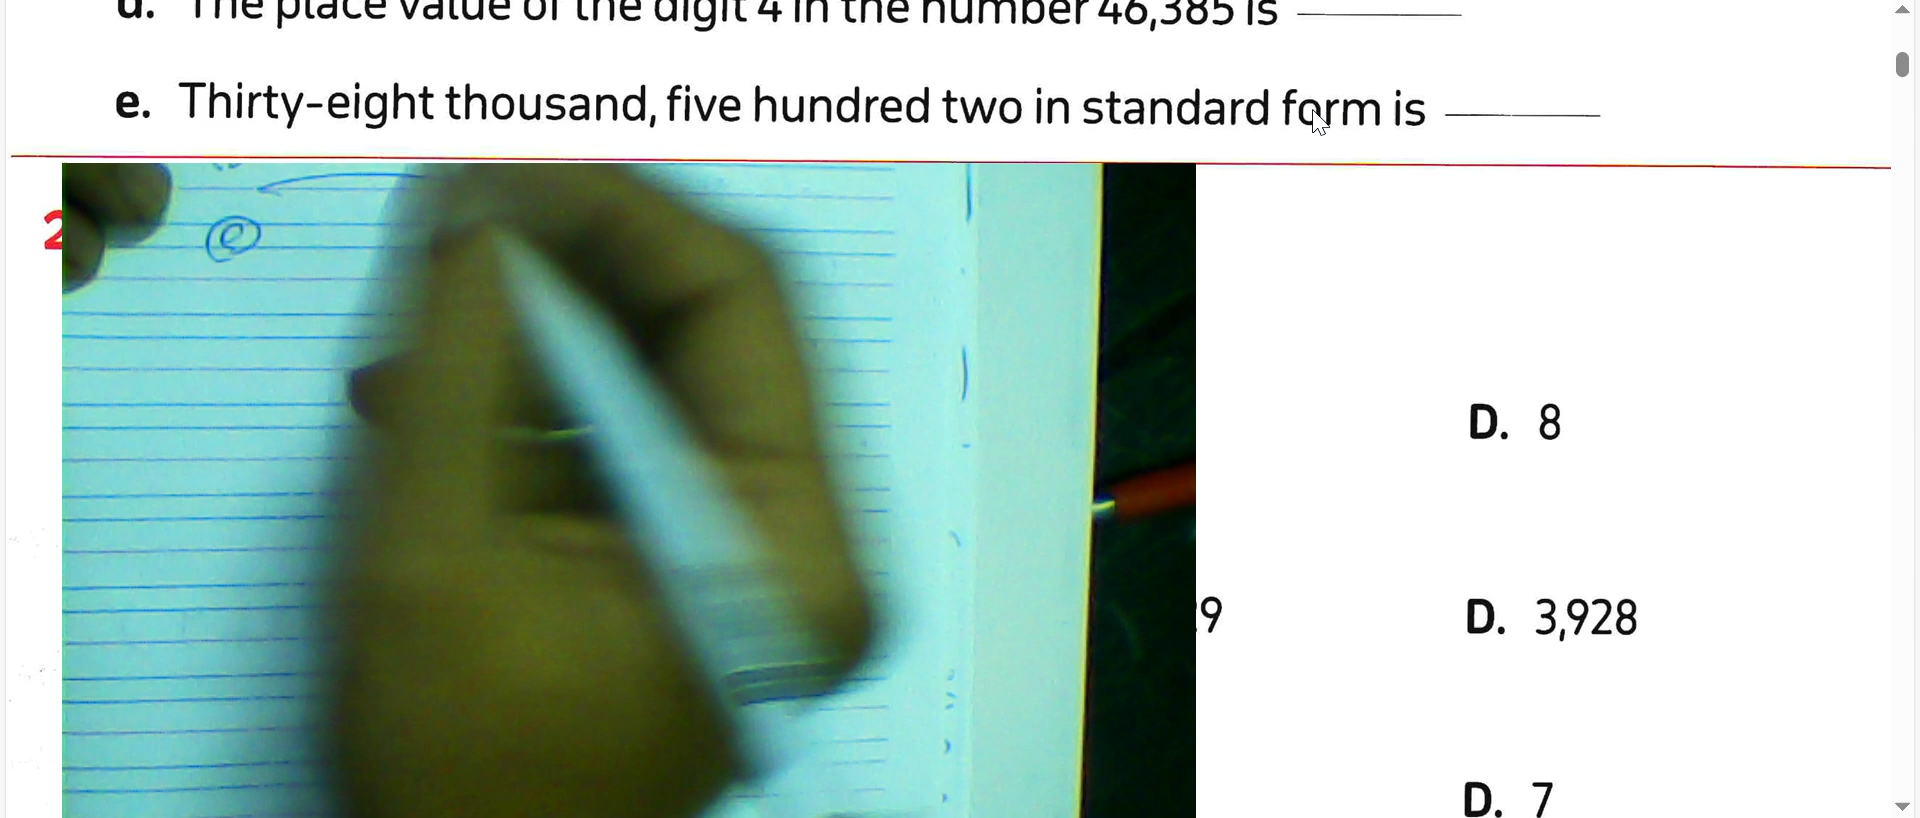 d. The place value of the digit 4 in the number 46,385 is
e. Thirty-eight thousand, five hundred two in standard form is
2
e
D. 8
9 D. 3,928
D. 7